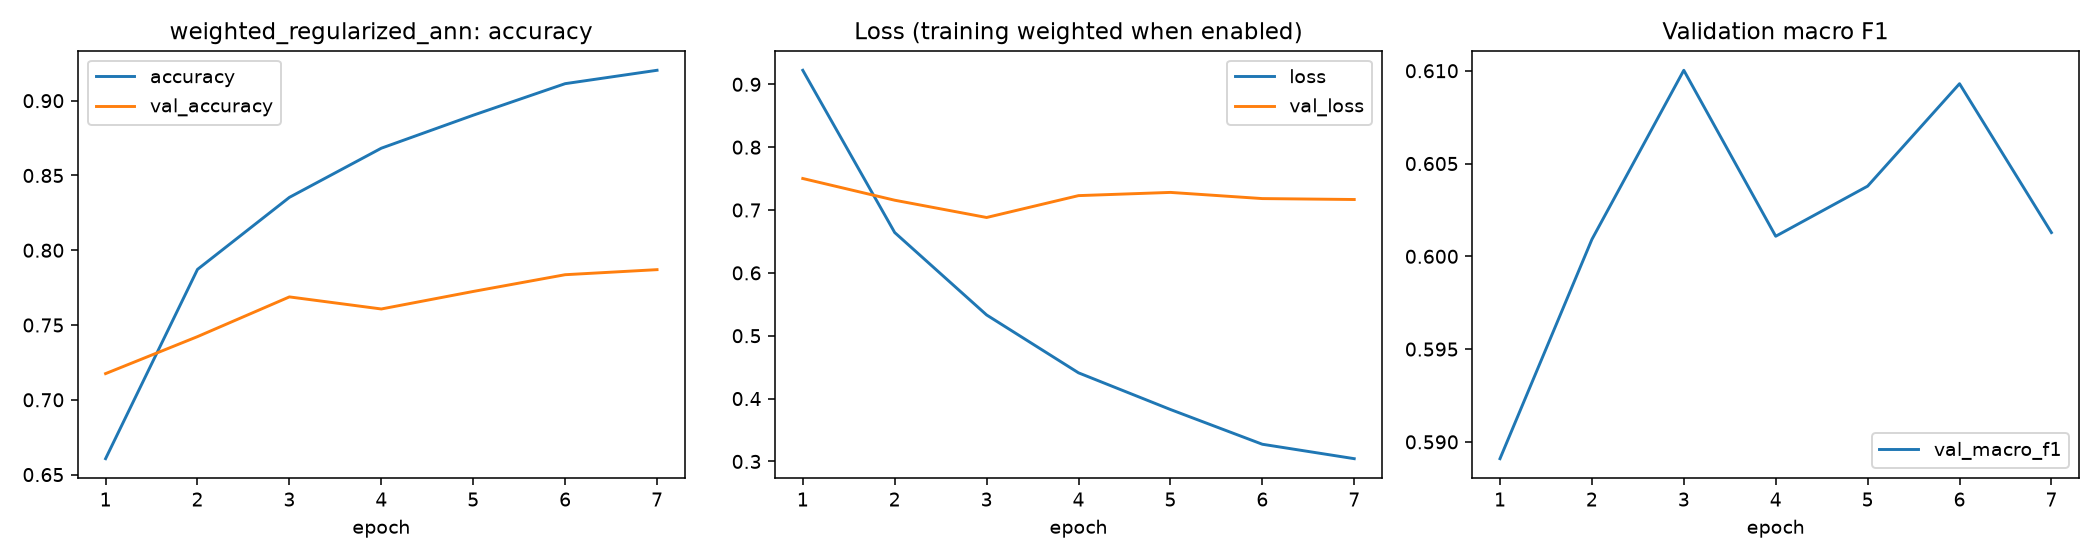 weighted_regularized_ann: accuracy
accuracy
val_accuracy
0.90
0.85
0.80
0.75
0.70
0.65
1 2 3 4 5 6 7
epoch
Loss (training weighted when enabled)
loss
val_loss
0.9
0.8
0.7
0.6
0.5
0.4
0.3
1 2 3 4 5 6 7
epoch
Validation macro F1
0.610
0.605
0.600
0.595
0.590
val_macro_f1
1 2 3 4 5 6 7
epoch